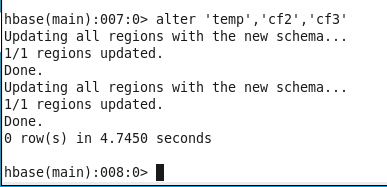 hbase(main):007:0> alter 'temp','cf2','cf3'
Updating all regions with the new schema...
1/1 regions updated.
Done.
Updating all regions with the new schema...
1/1 regions updated.
Done.
0 row(s) in 4.7450 seconds
hbase(main):008:0>